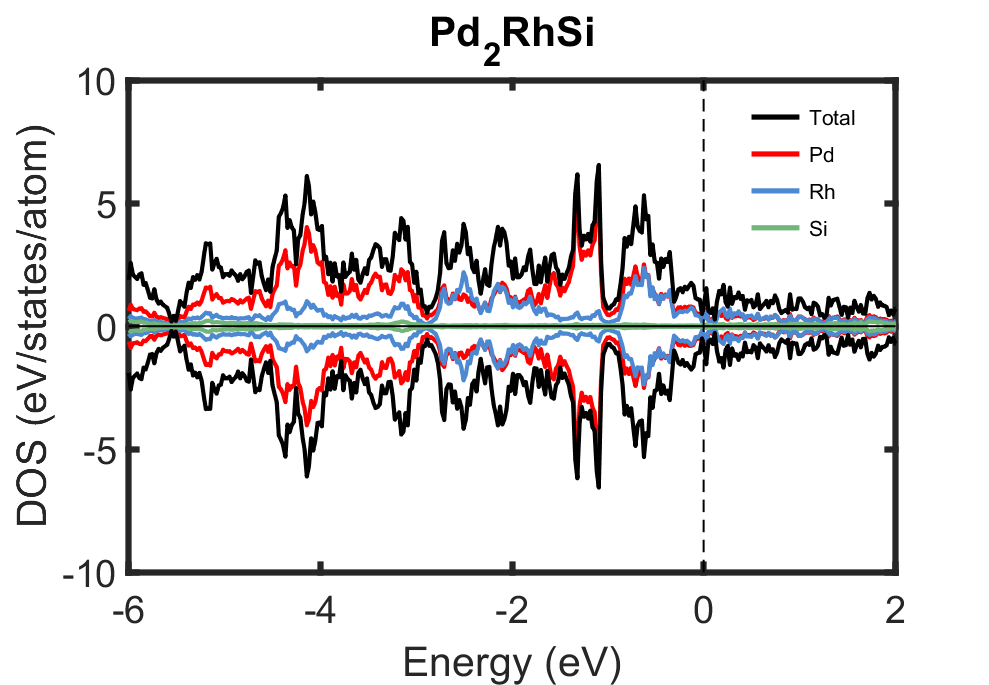 Pd2RhSi
10
5
0
-5
-10
DOS (eV/states/atom)
Total
Pd
Rh
Si
-6
-4
-2
0
2
Energy (eV)